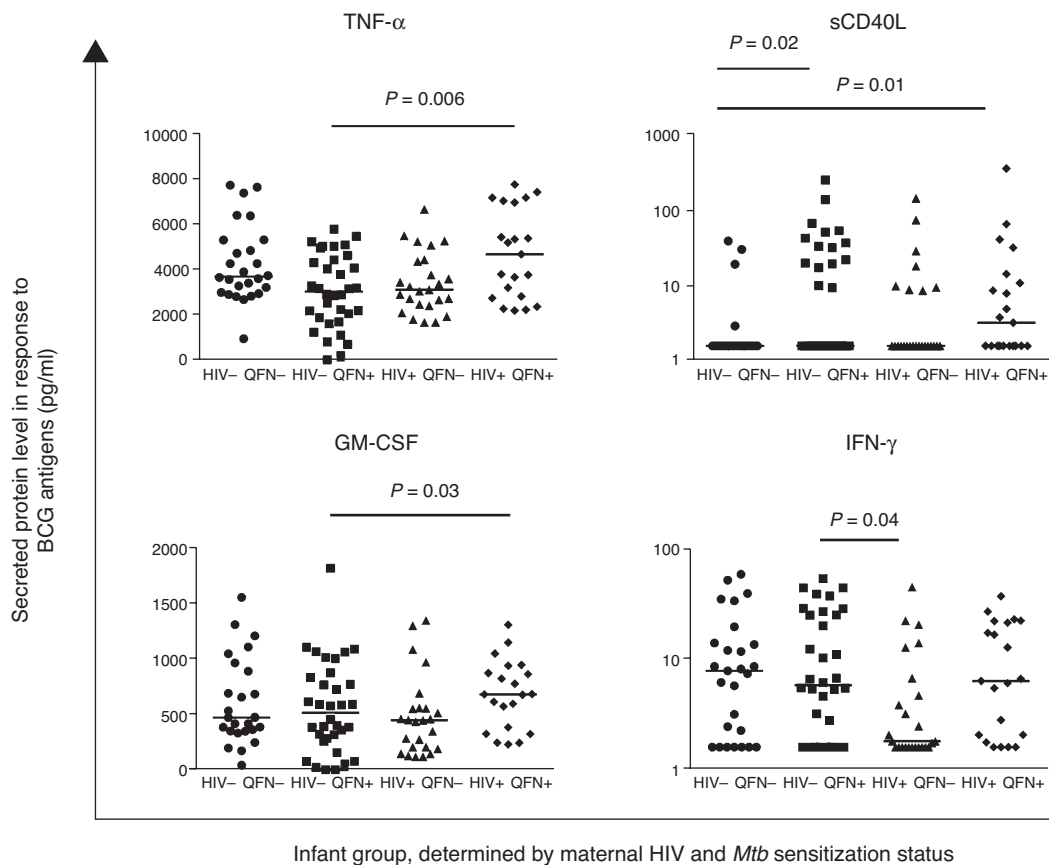 TNF-α
sCD40L
P = 0.02
P = 0.006
P = 0.01
10000
8000
6000
4000
2000
0
HIV– QFN– HIV– QFN+ HIV+ QFN– HIV+ QFN+
1000
100
10
1
HIV– QFN– HIV– QFN+ HIV+ QFN– HIV+ QFN+
Secreted protein level in response to
BCG antigens (pg/ml)
GM-CSF
IFN-γ
P = 0.03
P = 0.04
2000
1500
1000
500
0
HIV– QFN– HIV– QFN+ HIV+ QFN– HIV+ QFN+
100
10
1
HIV– QFN– HIV– QFN+ HIV+ QFN– HIV+ QFN+
Infant group, determined by maternal HIV and Mtb sensitization status